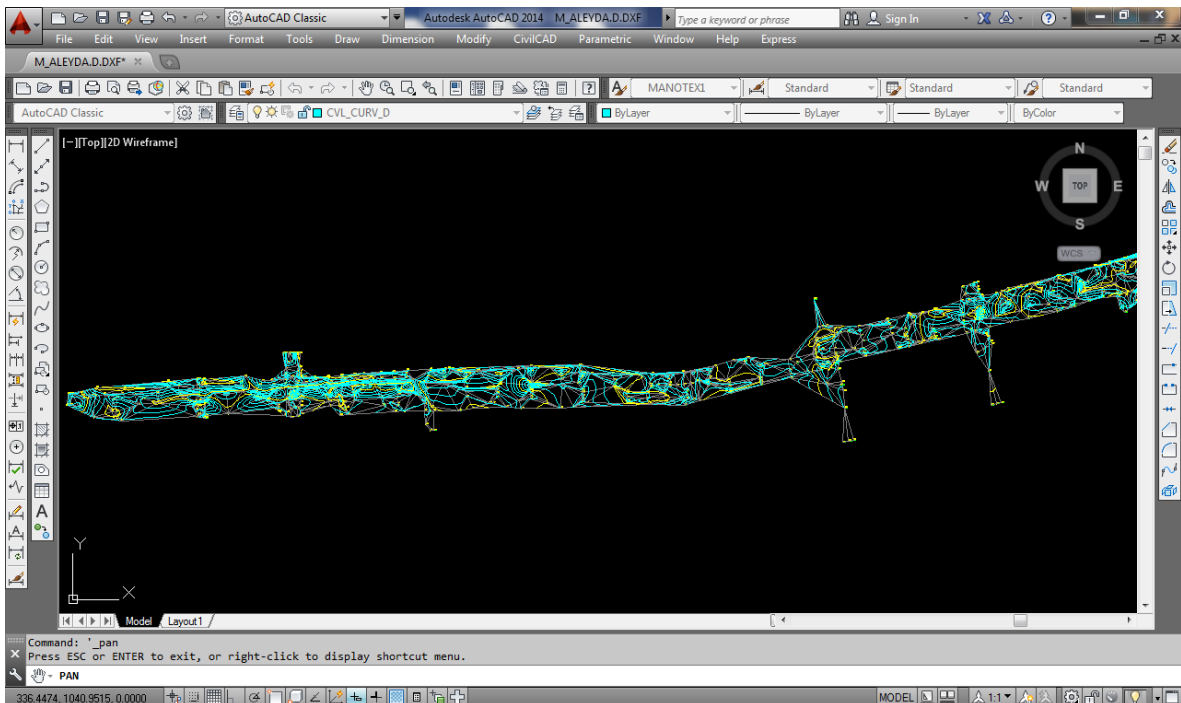 AutoCAD Classic Autodesk AutoCAD 2014 M_ALEYDA.D.DXF Type a keyword or phrase Sign In
File Edit View Insert Format Tools Draw Dimension Modify CivilCAD Parametric Window Help Express
M_ALEYDA.D.DXF*
MANOTEX1 Standard Standard Standard
AutoCAD Classic CVL_CURV_D ByLayer ByLayer ByLayer ByColor
[−][Top][2D Wireframe]
N
W TOP E
S
WCS
Y
X
Model Layout1
Command: '_pan
Press ESC or ENTER to exit, or right-click to display shortcut menu.
PAN
336.4474, 1040.9515, 0.0000 MODEL 1:1